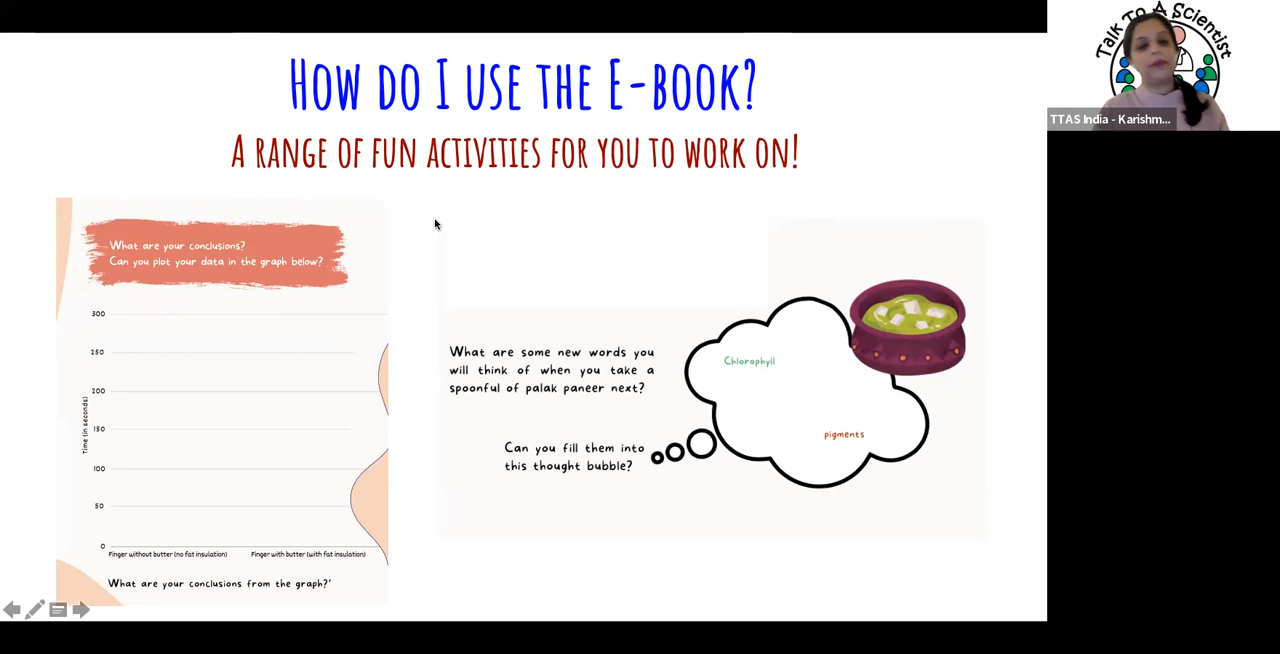 HOW DO I USE THE E-BOOK?
A RANGE OF FUN ACTIVITIES FOR YOU TO WORK ON!
Talk To A Scientist
TTAS India - Karishm...
What are your conclusions?
Can you plot your data in the graph below?
300
250
200
150
100
50
0
Time (in seconds)
Finger without butter (no fat insulation)
Finger with butter (with fat insulation)
What are your conclusions from the graph?'
What are some new words you
will think of when you take a
spoonful of palak paneer next?
Can you fill them into
this thought bubble?
Chlorophyll
pigments